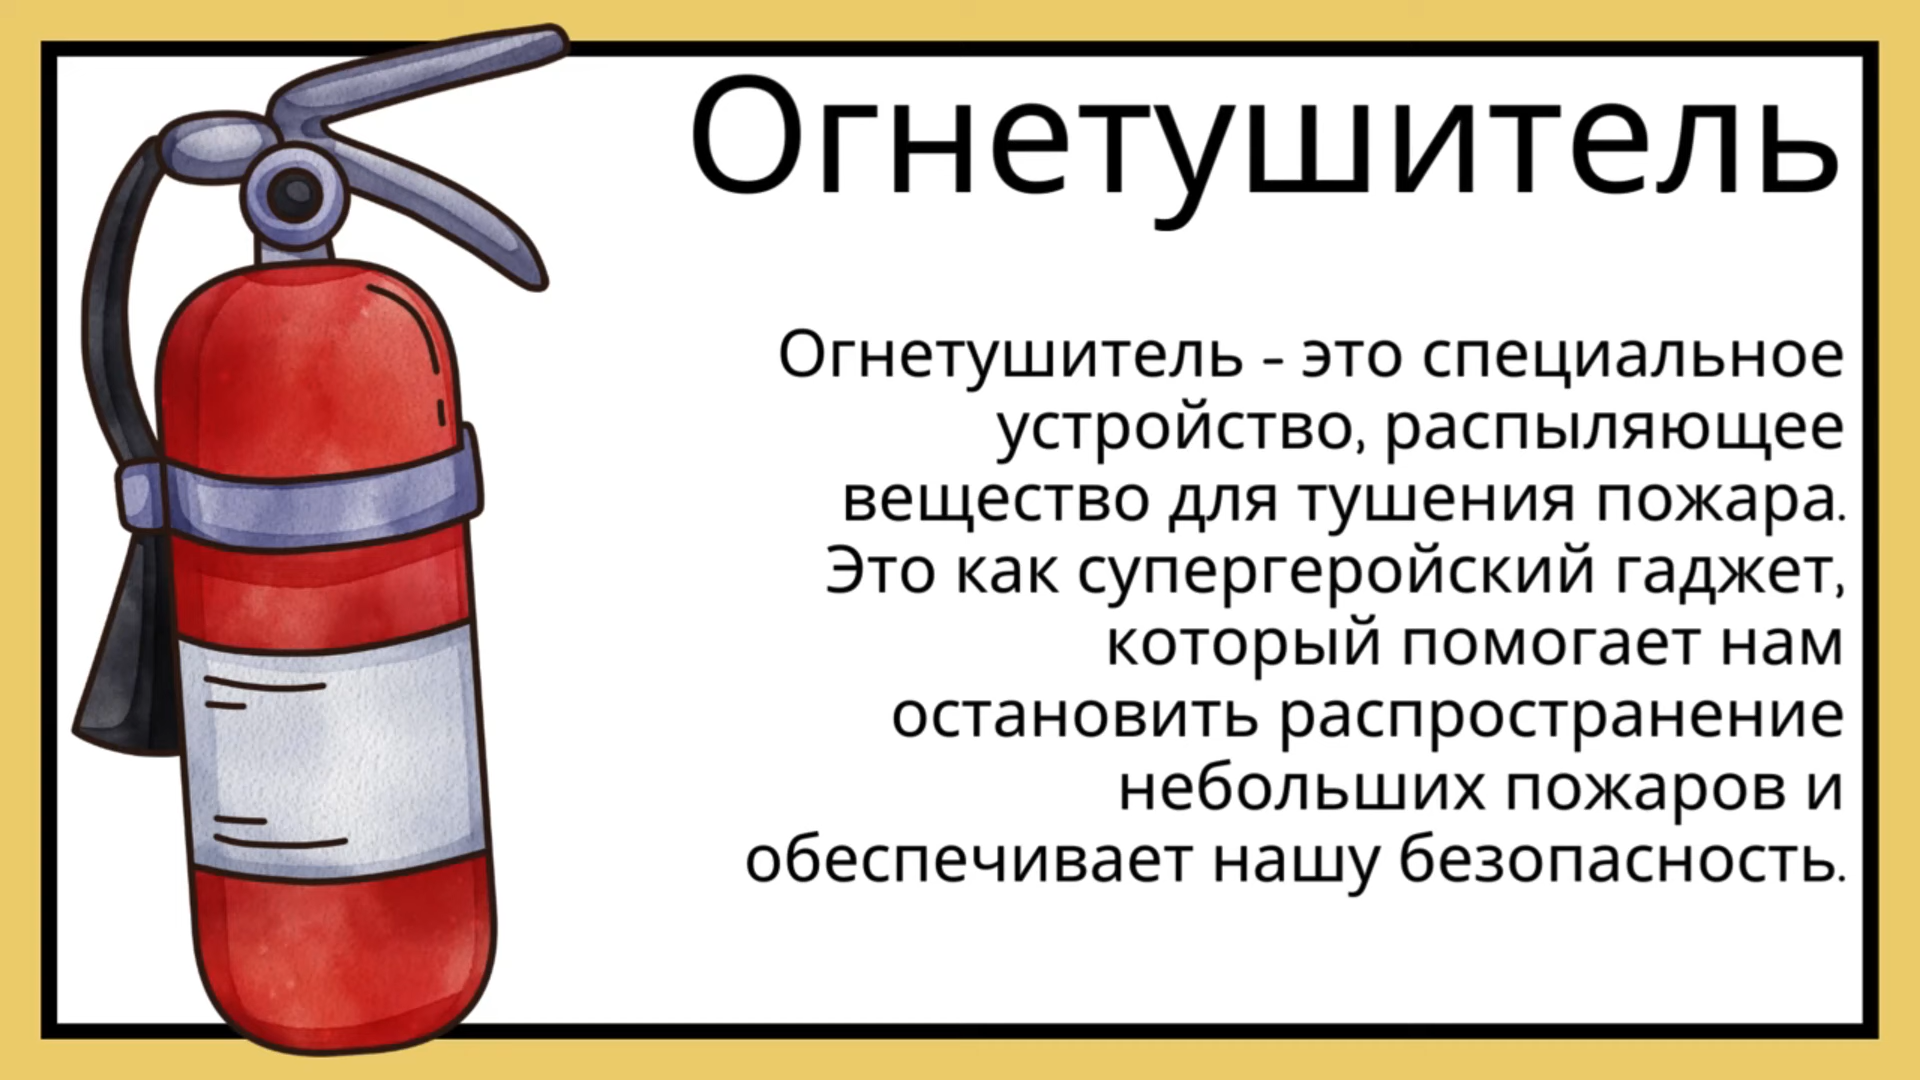 Огнетушитель
Огнетушитель - это специальное
устройство, распыляющее
вещество для тушения пожара.
Это как супергеройский гаджет,
который помогает нам
остановить распространение
небольших пожаров и
обеспечивает нашу безопасность.